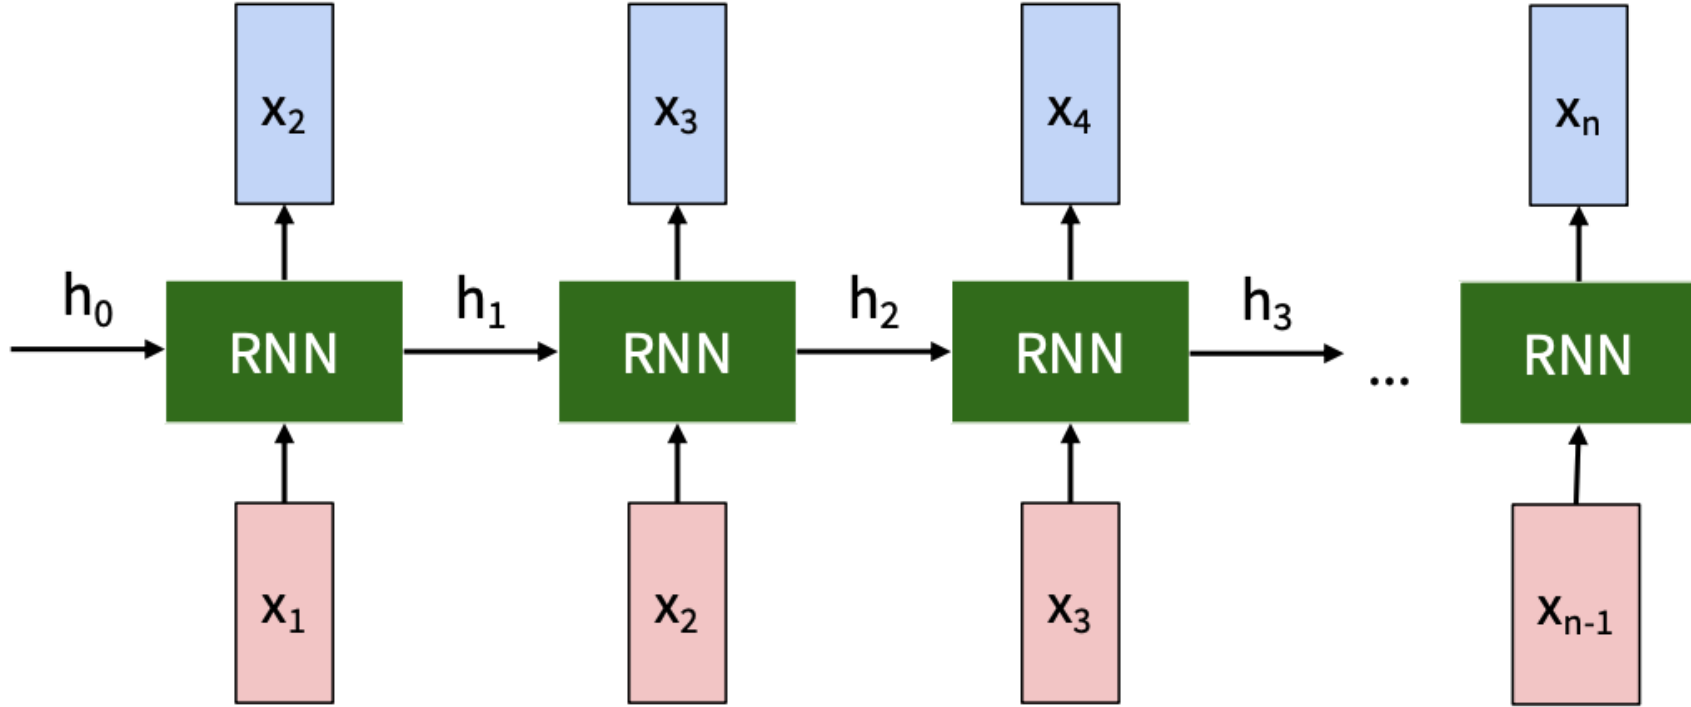 x₂ x₃ x₄ xₙ
h₀ h₁ h₂ h₃
RNN RNN RNN ... RNN
x₁ x₂ x₃ xₙ₋₁